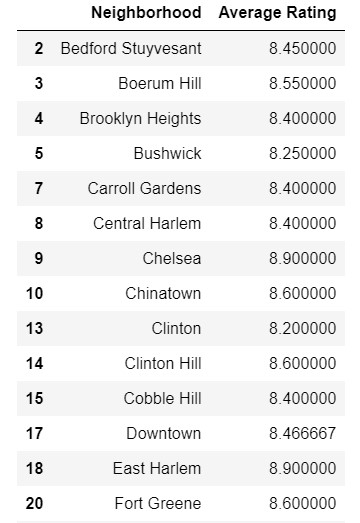 Neighborhood Average Rating
2 Bedford Stuyvesant 8.450000
3 Boerum Hill 8.550000
4 Brooklyn Heights 8.400000
5 Bushwick 8.250000
7 Carroll Gardens 8.400000
8 Central Harlem 8.400000
9 Chelsea 8.900000
10 Chinatown 8.600000
13 Clinton 8.200000
14 Clinton Hill 8.600000
15 Cobble Hill 8.400000
17 Downtown 8.466667
18 East Harlem 8.900000
20 Fort Greene 8.600000